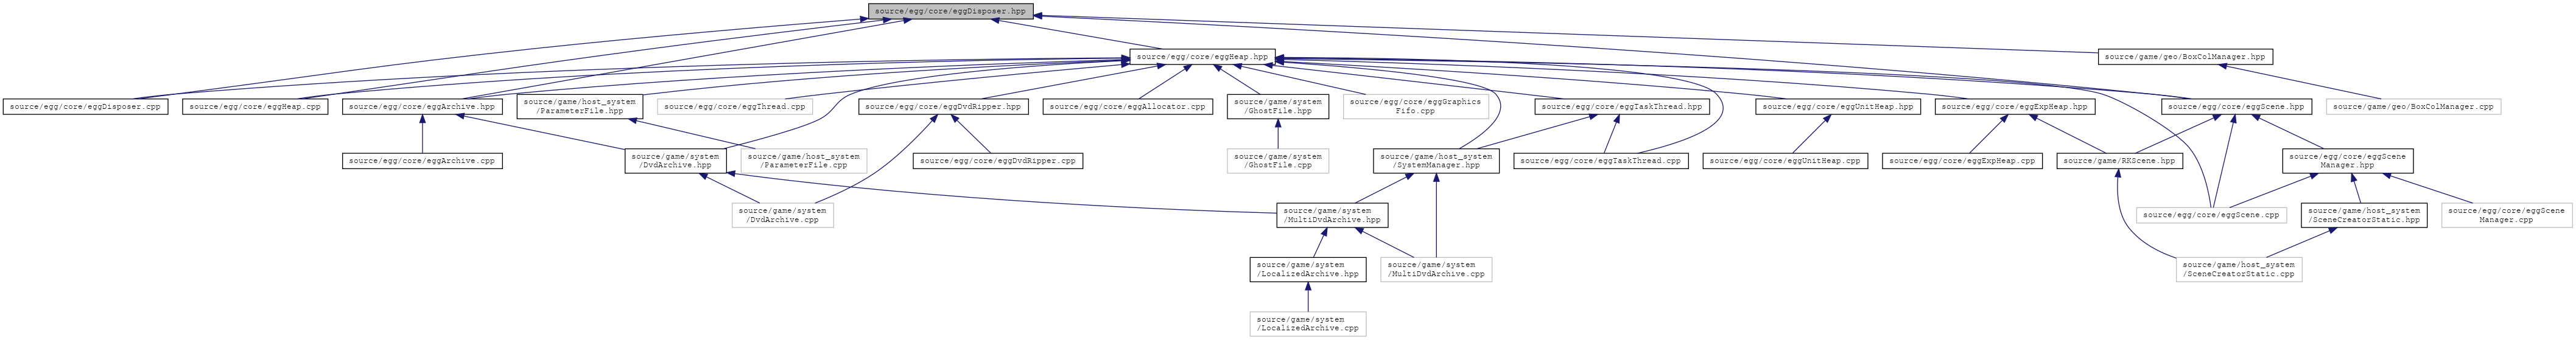 source/egg/core/eggDisposer.hpp
source/egg/core/eggHeap.hpp
source/game/geo/BoxColManager.hpp
source/egg/core/eggDisposer.cpp
source/egg/core/eggHeap.cpp
source/egg/core/eggArchive.hpp
source/game/host_system
/ParameterFile.hpp
source/egg/core/eggThread.cpp
source/egg/core/eggDvdRipper.hpp
source/egg/core/eggAllocator.cpp
source/game/system
/GhostFile.hpp
source/egg/core/eggGraphics
Fifo.cpp
source/egg/core/eggTaskThread.hpp
source/egg/core/eggUnitHeap.hpp
source/egg/core/eggExpHeap.hpp
source/egg/core/eggScene.hpp
source/game/geo/BoxColManager.cpp
source/egg/core/eggArchive.cpp
source/game/system
/DvdArchive.hpp
source/game/host_system
/ParameterFile.cpp
source/egg/core/eggDvdRipper.cpp
source/game/system
/GhostFile.cpp
source/game/host_system
/SystemManager.hpp
source/egg/core/eggTaskThread.cpp
source/egg/core/eggUnitHeap.cpp
source/egg/core/eggExpHeap.cpp
source/game/RKScene.hpp
source/egg/core/eggScene
Manager.hpp
source/game/system
/DvdArchive.cpp
source/game/system
/MultiDvdArchive.hpp
source/egg/core/eggScene.cpp
source/game/host_system
/SceneCreatorStatic.hpp
source/egg/core/eggScene
Manager.cpp
source/game/system
/LocalizedArchive.hpp
source/game/system
/MultiDvdArchive.cpp
source/game/host_system
/SceneCreatorStatic.cpp
source/game/system
/LocalizedArchive.cpp